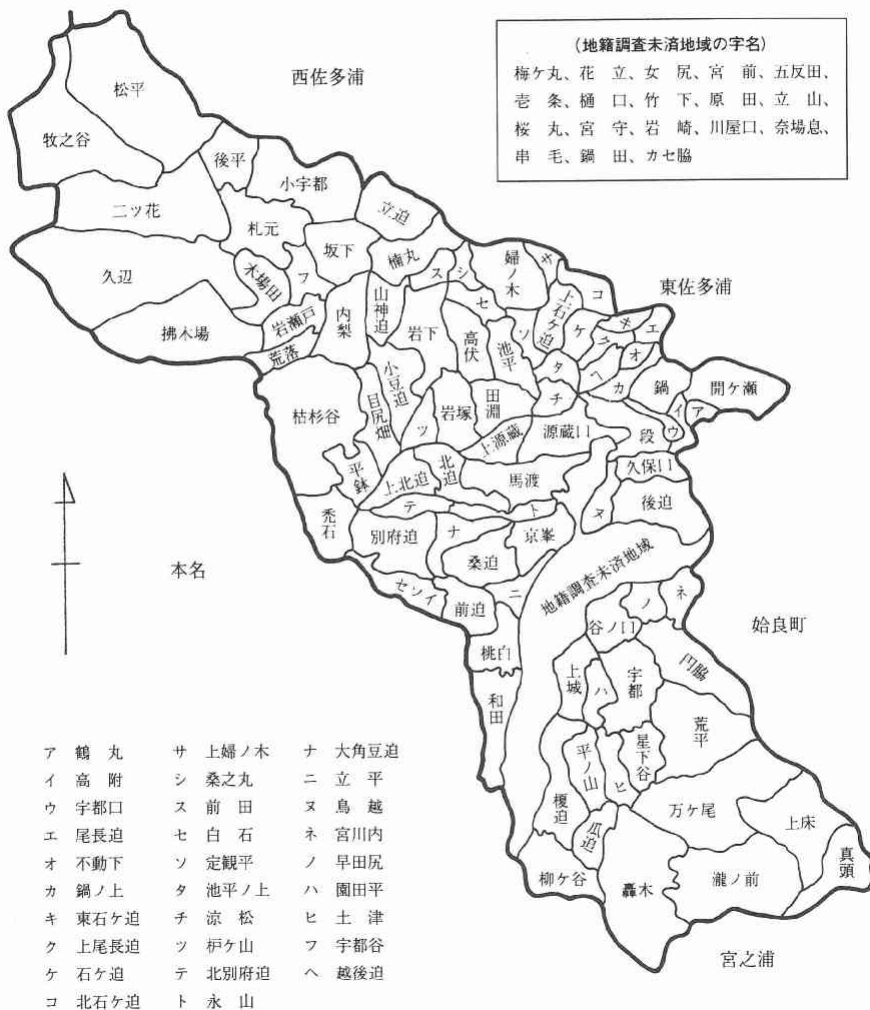 (地籍調査未済地域の字名)
梅ケ丸、花 立、女 尻、宮 前、五反田、
壱 条、樋 口、竹 下、原 田、立 山、
桜 丸、宮 守、岩 崎、川屋口、奈場息、
串 毛、鍋 田、カセ脇
西佐多浦
松平
牧之谷
後平
小宇都
二ツ花
札元
立迫
坂下
楠丸
ス
シ
婦ノ木
サ
コ
東佐多浦
久辺
木場田
フ
セ
上石ケ迫
ケ
キ
エ
ク
オ
拂木場
岩瀬戸
荒落
内梨
山神迫
岩下
高伏
池平
ソ
タ
ヘ
カ
鍋
開ケ瀬
イ
ア
ウ
枯杉谷
小豆迫
目尻畑
ツ
岩塚
田淵
チ
上源蔵
源蔵口
段
久保口
平鉢
上北迫
北迫
馬渡
ヌ
後迫
禿石
テ
ト
別府迫
ナ
京峯
桑迫
本名
地籍調査未済地域
セソイ
前迫
ニ
ノ
ネ
姶良町
谷ノ口
桃白
和田
上城
ハ
宇都
円脇
荒平
平ノ山
ヒ
星下谷
榎迫
瓜迫
万ケ尾
上床
真頭
柳ケ谷
轟木
瀧ノ前
宮之浦
ア 鶴 丸
イ 高 附
ウ 宇都口
エ 尾長迫
オ 不動下
カ 鍋ノ上
キ 東石ケ迫
ク 上尾長迫
ケ 石ケ迫
コ 北石ケ迫
サ 上婦ノ木
シ 桑之丸
ス 前 田
セ 白 石
ソ 定観平
タ 池平ノ上
チ 涼 松
ツ 枦ケ山
テ 北別府迫
ト 永 山
ナ 大角豆迫
ニ 立 平
ヌ 鳥 越
ネ 宮川内
ノ 早田尻
ハ 園田平
ヒ 土 津
フ 宇都谷
ヘ 越後迫